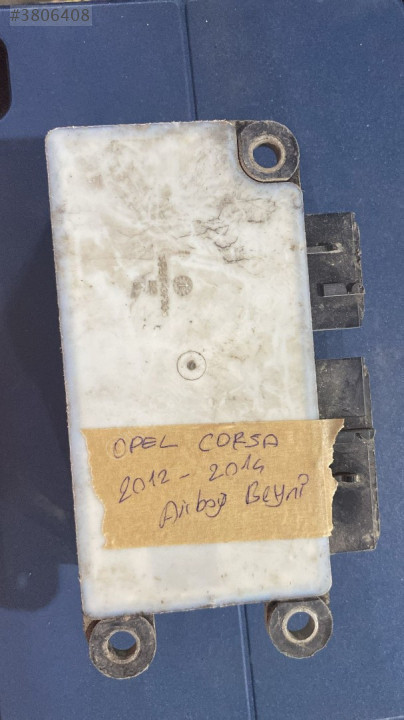 #3806408
OPEL CORSA
2012-2014
Airbag Beyni